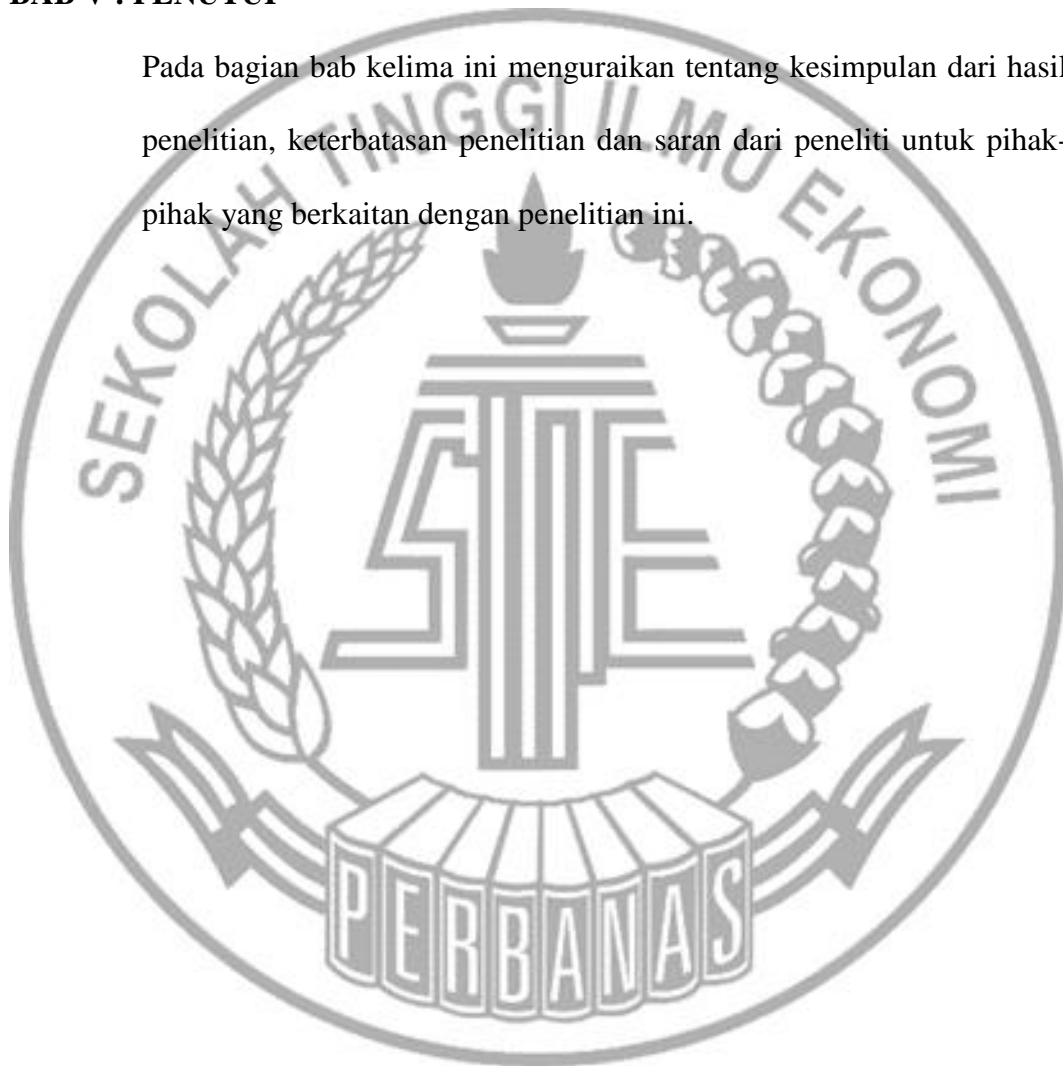 BAB V : PENUTUP
Pada bagian bab kelima ini menguraikan tentang kesimpulan dari hasil
penelitian, keterbatasan penelitian dan saran dari peneliti untuk pihak-
pihak yang berkaitan dengan penelitian ini.
SEKOLAH TINGGI ILMU EKONOMI
STIE
PERBANAS